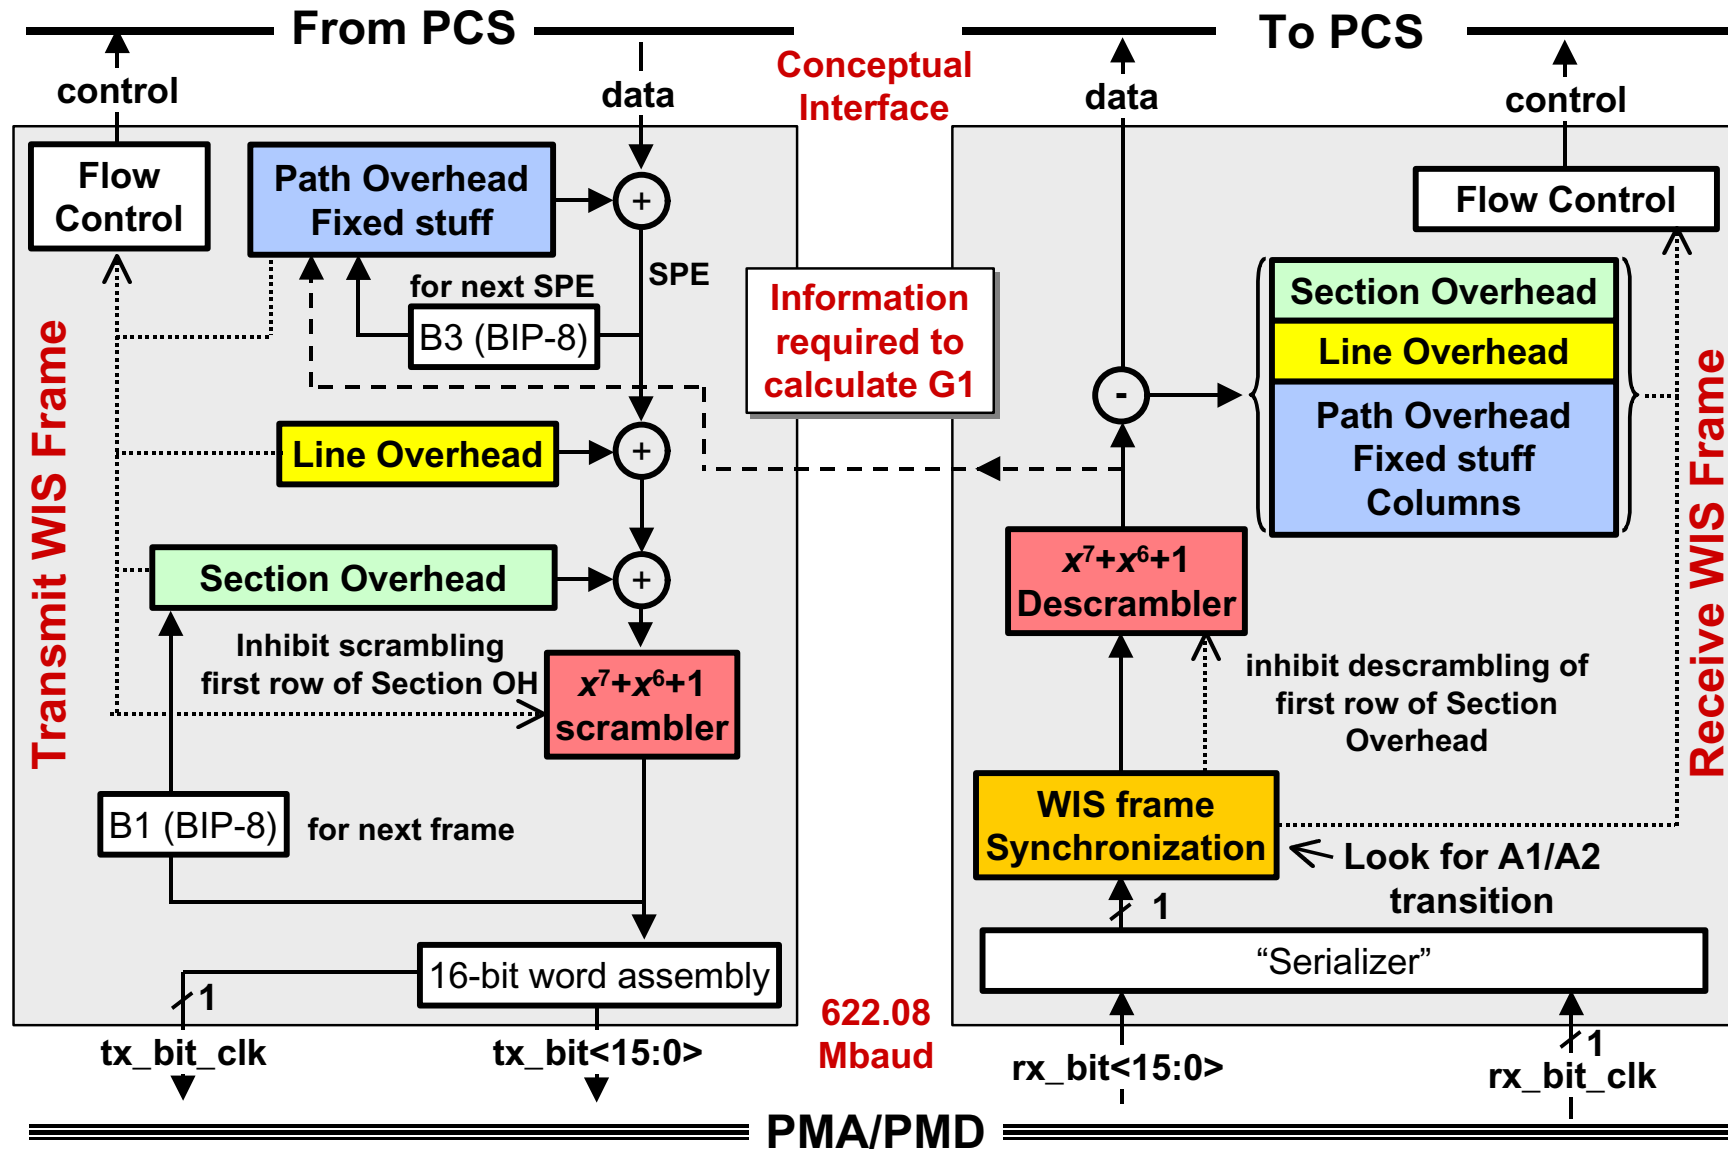 From PCS
To PCS
control
data
Conceptual
Interface
data
control
Flow
Control
Path Overhead
Fixed stuff
+
Flow Control
for next SPE
SPE
B3 (BIP-8)
Information
required to
calculate G1
Section Overhead
Line Overhead
Path Overhead
Fixed stuff
Columns
-
Transmit WIS Frame
Receive WIS Frame
Line Overhead
+
Section Overhead
+
x⁷+x⁶+1
Descrambler
Inhibit scrambling
first row of Section OH
x⁷+x⁶+1
scrambler
inhibit descrambling of
first row of Section
Overhead
B1 (BIP-8)
for next frame
WIS frame
Synchronization
Look for A1/A2
transition
1
16-bit word assembly
"Serializer"
1
622.08
Mbaud
1
tx_bit_clk
tx_bit<15:0>
rx_bit<15:0>
rx_bit_clk
PMA/PMD